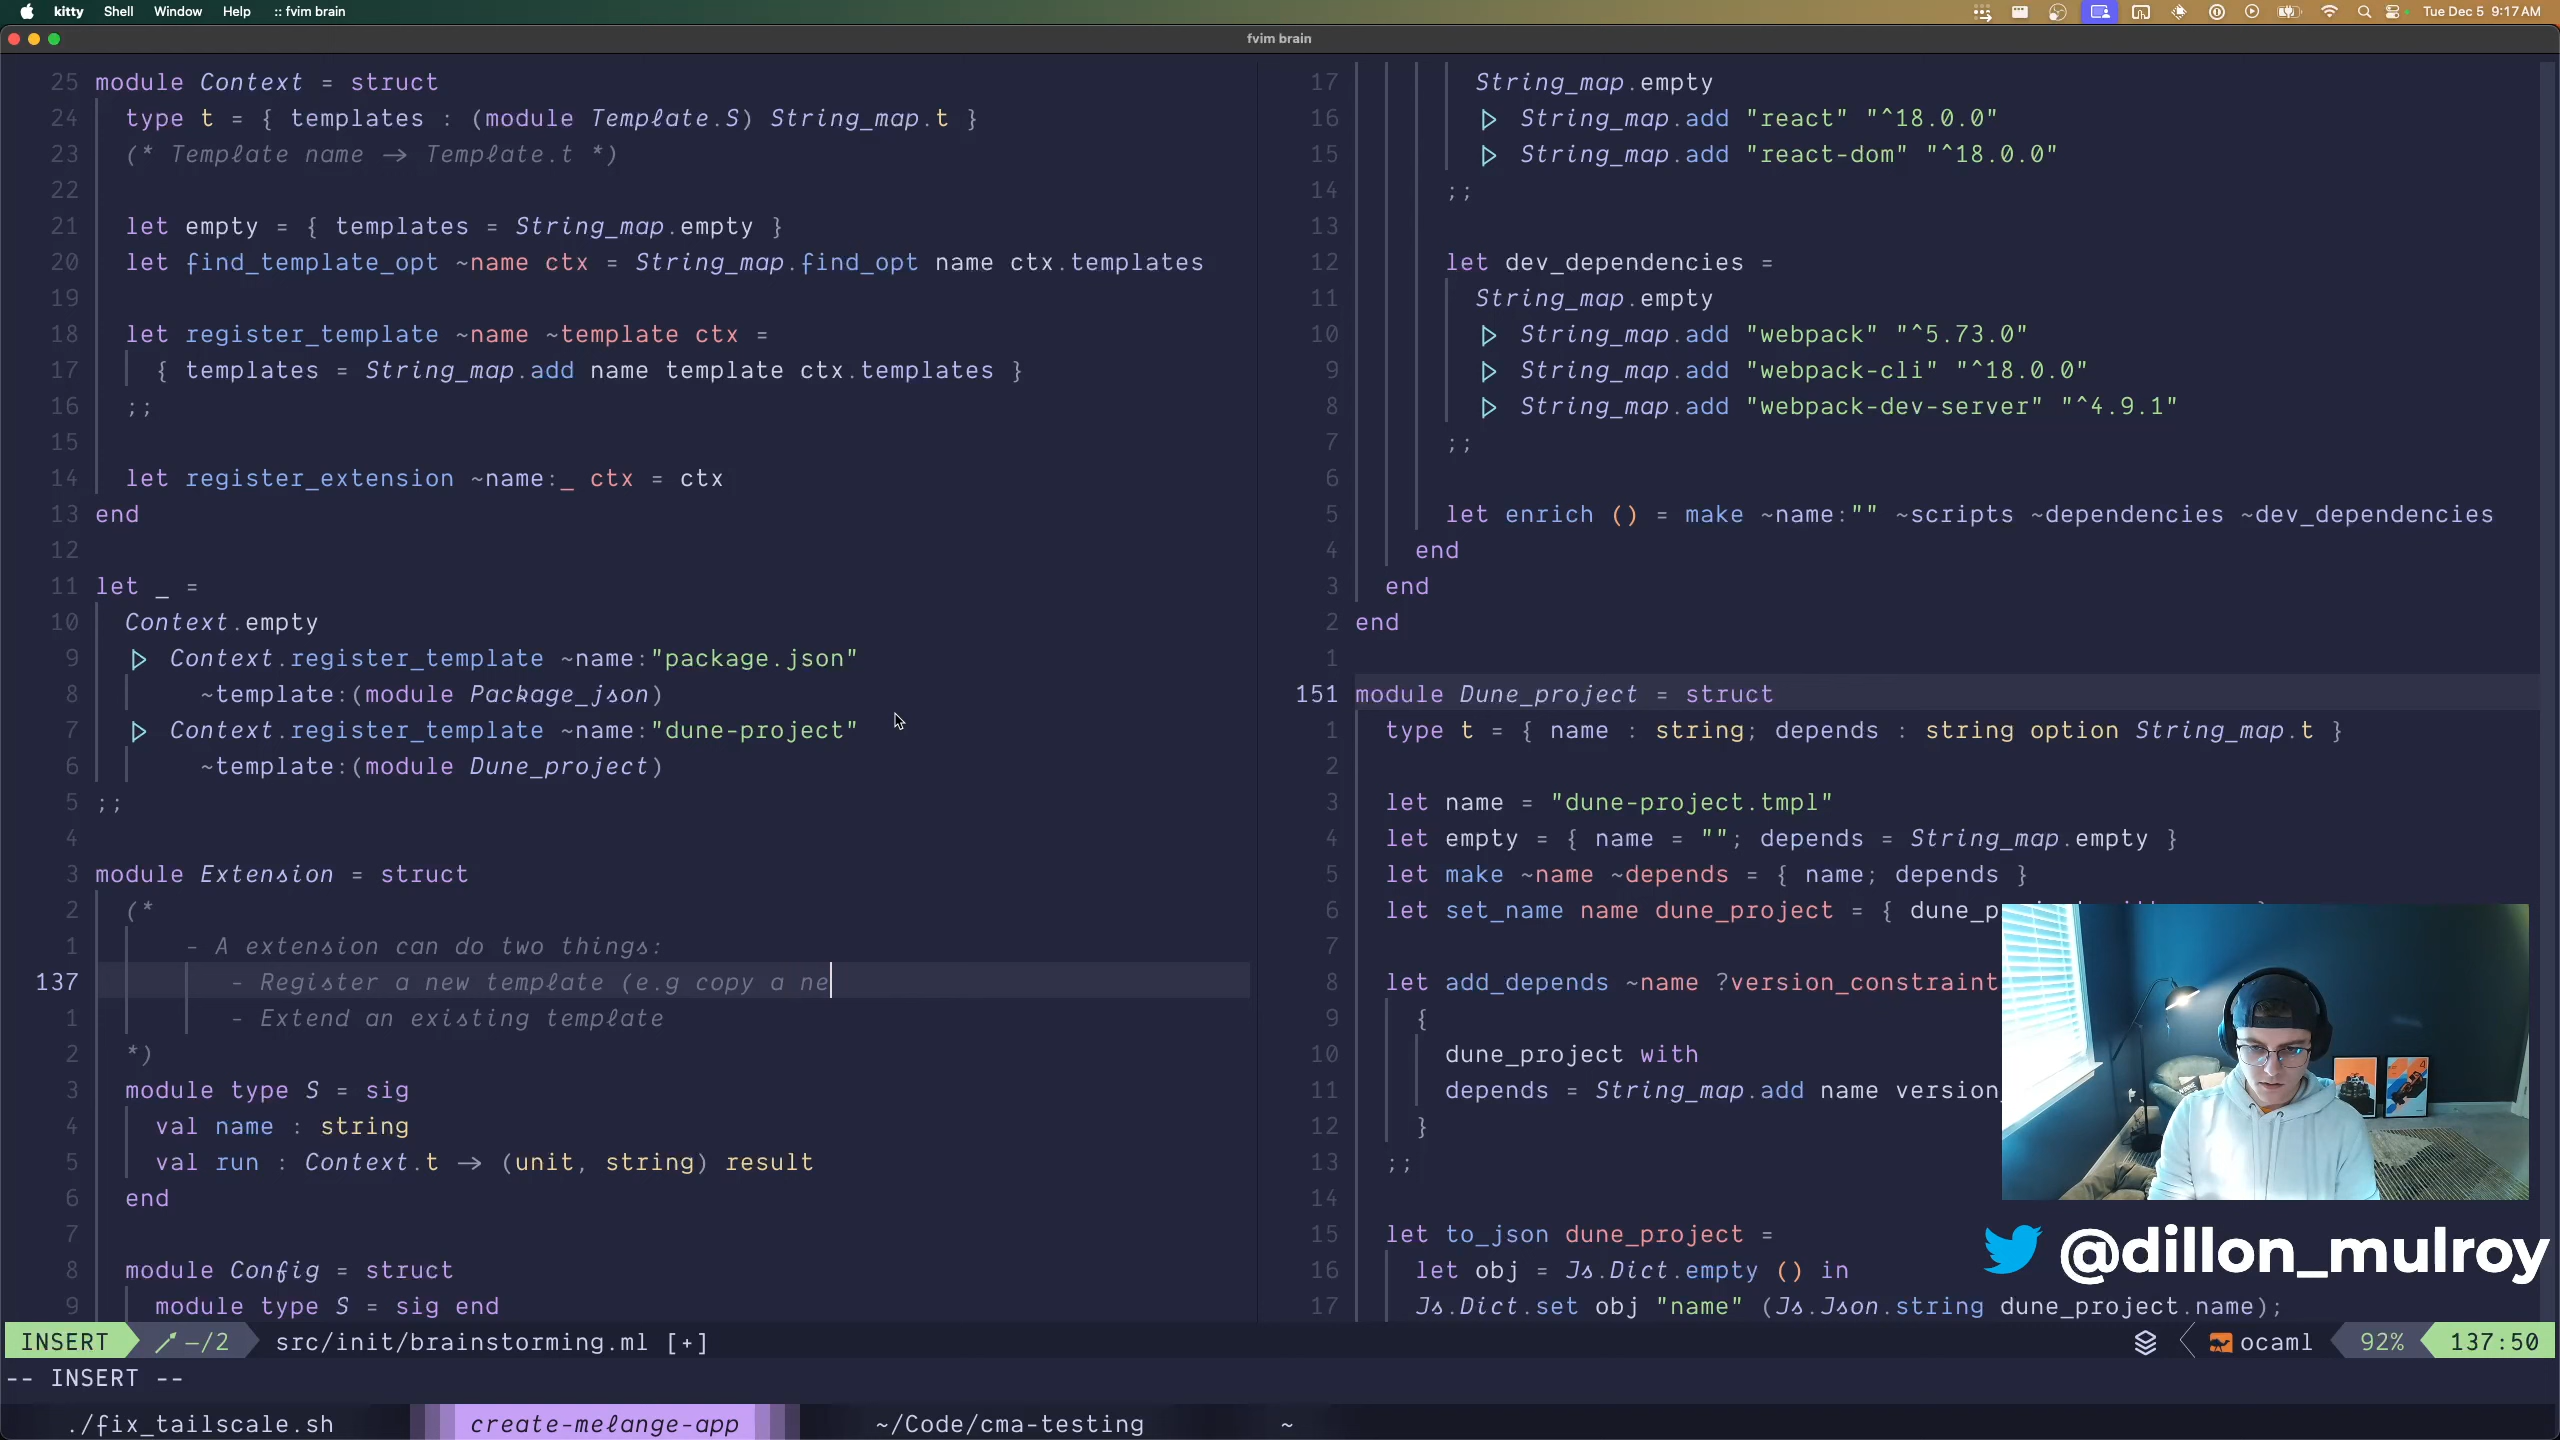 kitty Shell Window Help :: fvim brain
Tue Dec 5 9:17 AM
fvim brain
25 module Context = struct
24 type t = { templates : (module Template.S) String_map.t }
23 (* Template name -> Template.t *)
22
21 let empty = { templates = String_map.empty }
20 let find_template_opt ~name ctx = String_map.find_opt name ctx.templates
19
18 let register_template ~name ~template ctx =
17 { templates = String_map.add name template ctx.templates }
16 ;;
15
14 let register_extension ~name:_ ctx = ctx
13 end
12
11 let _ =
10 Context.empty
9 |> Context.register_template ~name:"package.json"
8 ~template:(module Package_json)
7 |> Context.register_template ~name:"dune-project"
6 ~template:(module Dune_project)
5 ;;
4
3 module Extension = struct
2 (*
1 - A extension can do two things:
137 - Register a new template (e.g copy a ne
1 - Extend an existing template
2 *)
3 module type S = sig
4 val name : string
5 val run : Context.t -> (unit, string) result
6 end
7
8 module Config = struct
9 module type S = sig end
17 String_map.empty
16 |> String_map.add "react" "^18.0.0"
15 |> String_map.add "react-dom" "^18.0.0"
14 ;;
13
12 let dev_dependencies =
11 String_map.empty
10 |> String_map.add "webpack" "^5.73.0"
9 |> String_map.add "webpack-cli" "^18.0.0"
8 |> String_map.add "webpack-dev-server" "^4.9.1"
7 ;;
6
5 let enrich () = make ~name:"" ~scripts ~dependencies ~dev_dependencies
4 end
3 end
2 end
1
151 module Dune_project = struct
1 type t = { name : string; depends : string option String_map.t }
2
3 let name = "dune-project.tmpl"
4 let empty = { name = ""; depends = String_map.empty }
5 let make ~name ~depends = { name; depends }
6 let set_name name dune_project = { dune_p
7
8 let add_depends ~name ?version_constraint
9 {
10 dune_project with
11 depends = String_map.add name version
12 }
13 ;;
14
15 let to_json dune_project =
16 let obj = Js.Dict.empty () in
17 Js.Dict.set obj "name" (Js.Json.string dune_project.name);
@dillon_mulroy
INSERT –/2 src/init/brainstorming.ml [+] ocaml 92% 137:50
-- INSERT --
./fix_tailscale.sh create-melange-app ~/Code/cma-testing ~